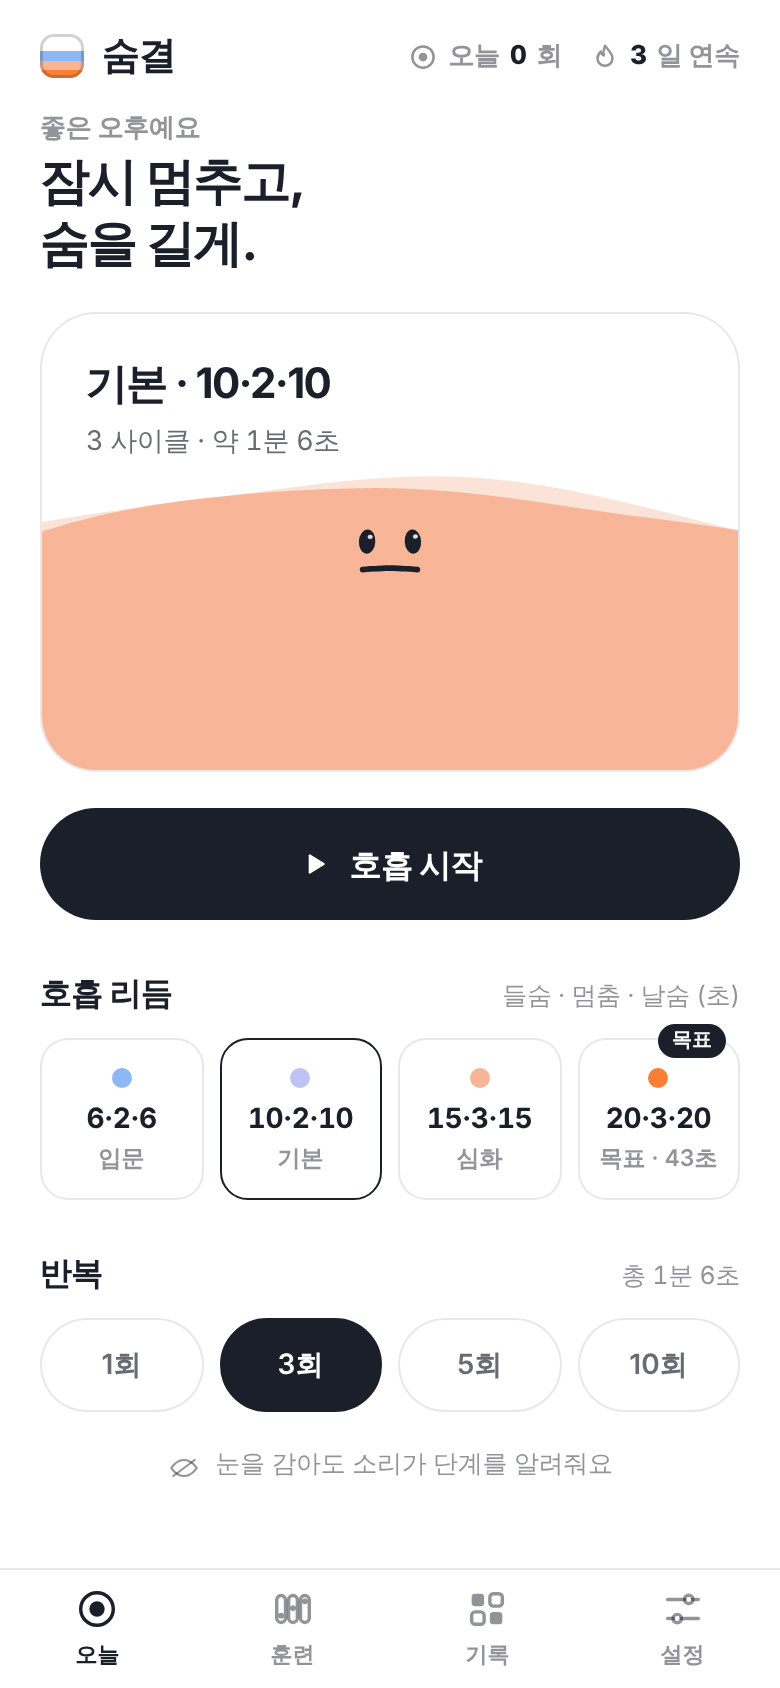 숨결
오늘 0 회 3 일 연속
좋은 오후예요
잠시 멈추고,
숨을 길게.
기본 · 10·2·10
3 사이클 · 약 1분 6초
호흡 시작
호흡 리듬
들숨 · 멈춤 · 날숨 (초)
목표
6·2·6
입문
10·2·10
기본
15·3·15
심화
20·3·20
목표 · 43초
반복
총 1분 6초
1회
3회
5회
10회
눈을 감아도 소리가 단계를 알려줘요
오늘
훈련
기록
설정